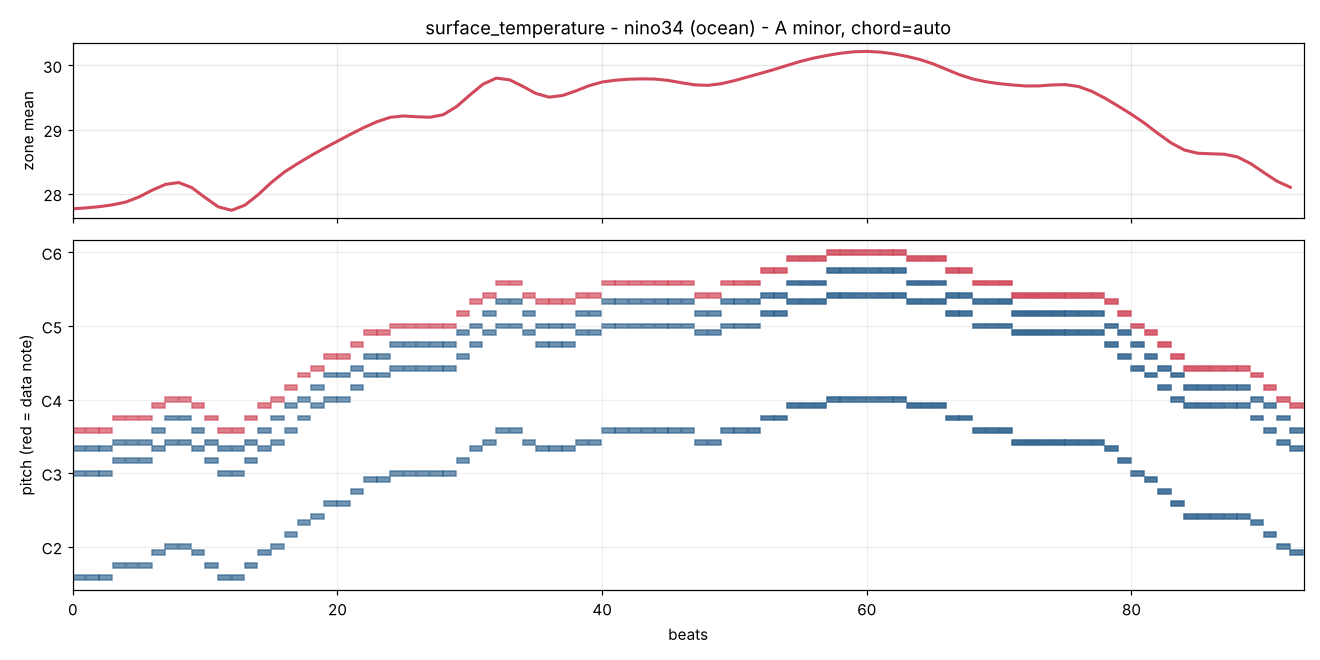 surface_temperature - nino34 (ocean) - A minor, chord=auto
zone mean
30
29
28
pitch (red = data note)
C6
C5
C4
C3
C2
0 20 40 60 80
beats